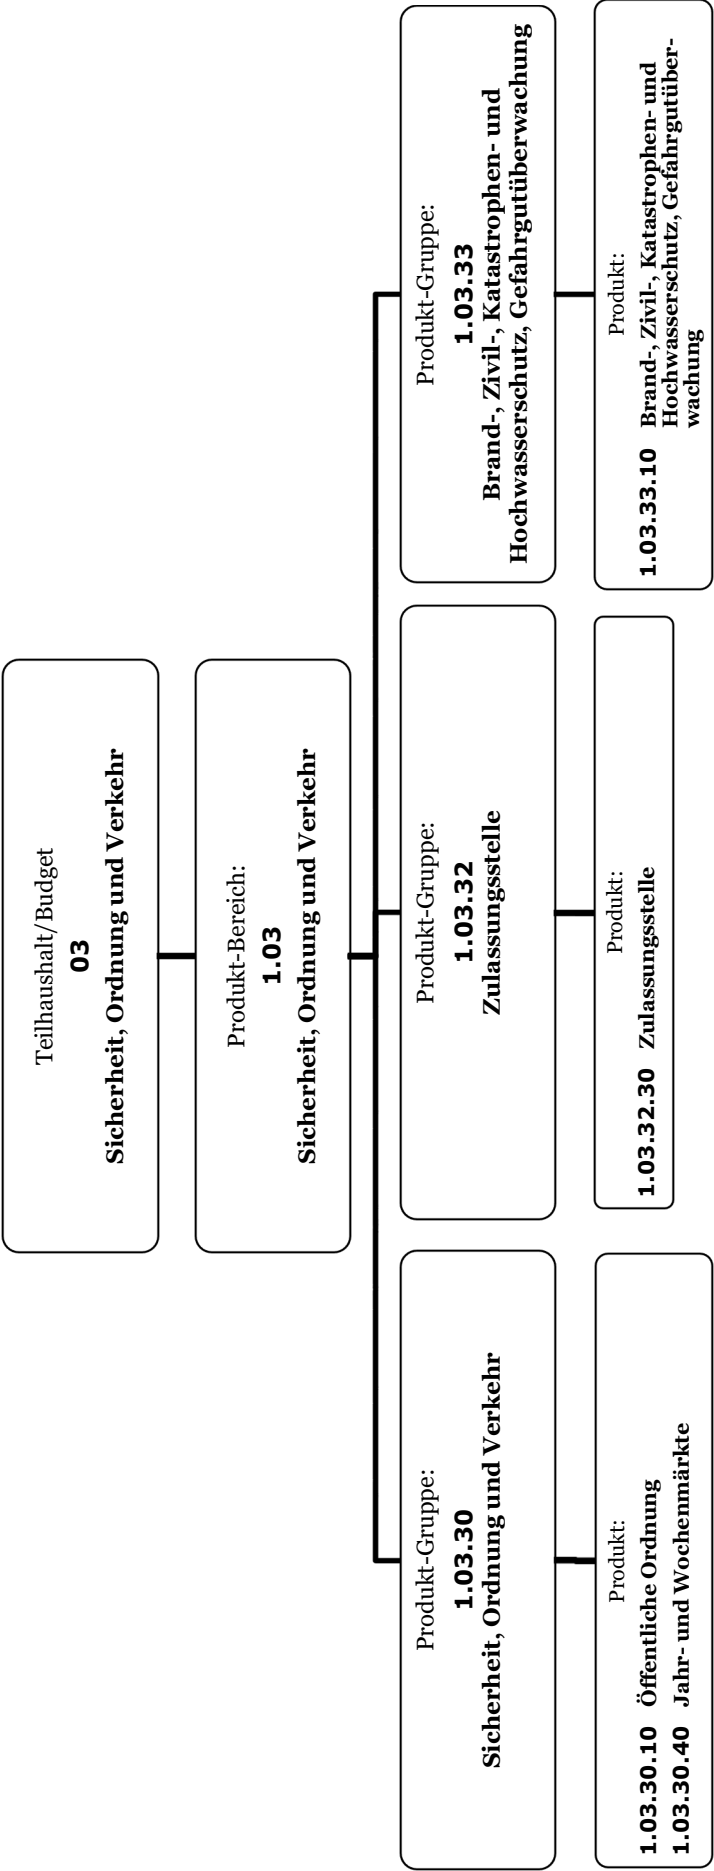 Teilhaushalt/Budget
03
Sicherheit, Ordnung und Verkehr
Produkt-Bereich:
1.03
Sicherheit, Ordnung und Verkehr
Produkt-Gruppe:
1.03.30
Sicherheit, Ordnung und Verkehr
Produkt-Gruppe:
1.03.32
Zulassungsstelle
Produkt-Gruppe:
1.03.33
Brand-, Zivil-, Katastrophen- und
Hochwasserschutz, Gefahrgutüberwachung
Produkt:
1.03.30.10 Öffentliche Ordnung
1.03.30.40 Jahr- und Wochenmärkte
Produkt:
1.03.32.30 Zulassungsstelle
Produkt:
1.03.33.10 Brand-, Zivil-, Katastrophen- und
Hochwasserschutz, Gefahrgutüber-
wachung